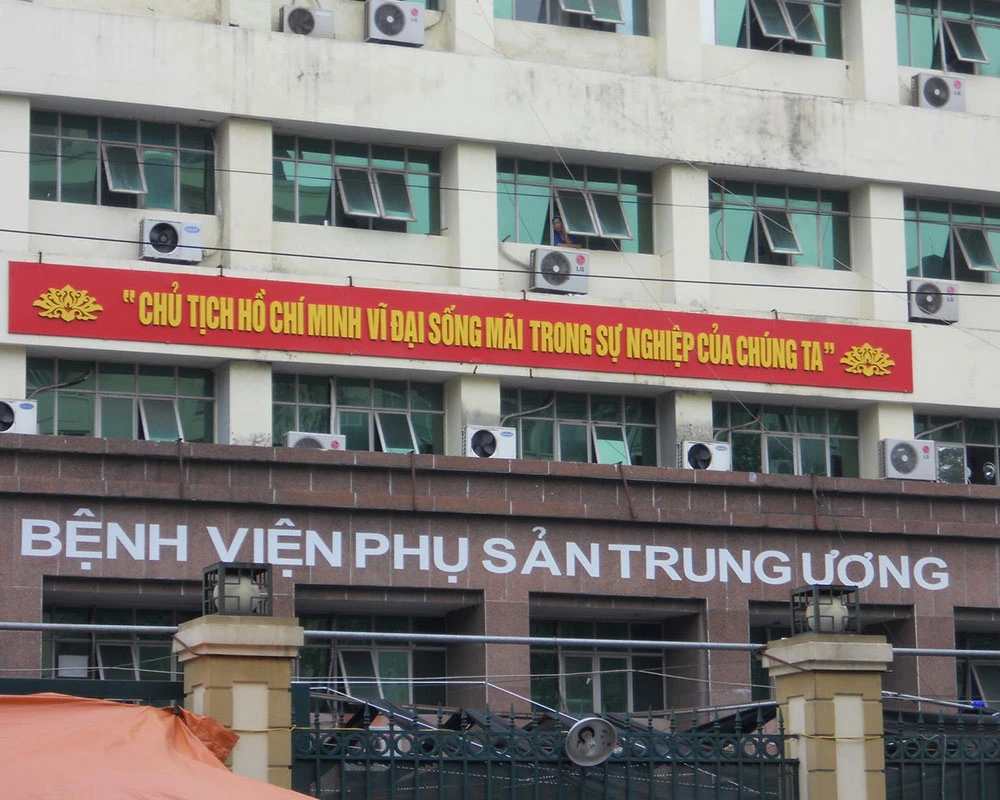 " CHỦ TỊCH HỒ CHÍ MINH VĨ ĐẠI SỐNG MÃI TRONG SỰ NGHIỆP CỦA CHÚNG TA "
BỆNH VIỆN PHỤ SẢN TRUNG ƯƠNG